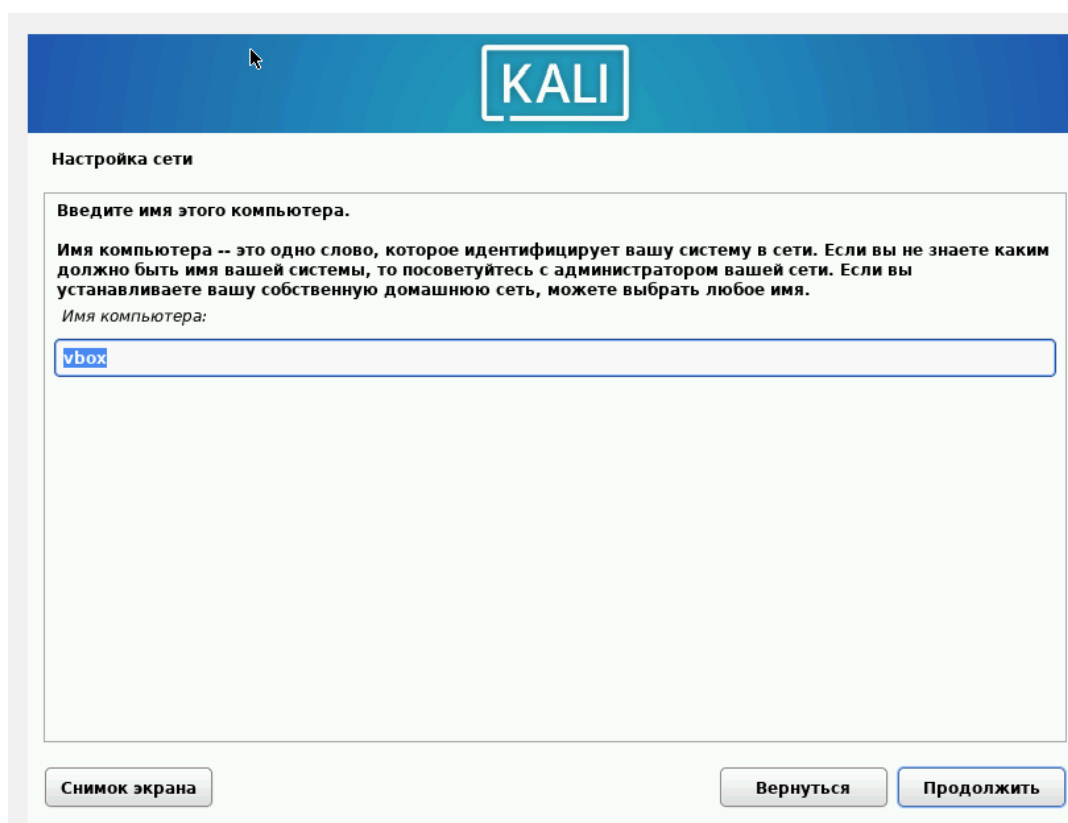 KALI
Настройка сети
Введите имя этого компьютера.
Имя компьютера -- это одно слово, которое идентифицирует вашу систему в сети. Если вы не знаете каким
должно быть имя вашей системы, то посоветуйтесь с администратором вашей сети. Если вы
устанавливаете вашу собственную домашнюю сеть, можете выбрать любое имя.
Имя компьютера:
vbox
Снимок экрана
Вернуться
Продолжить